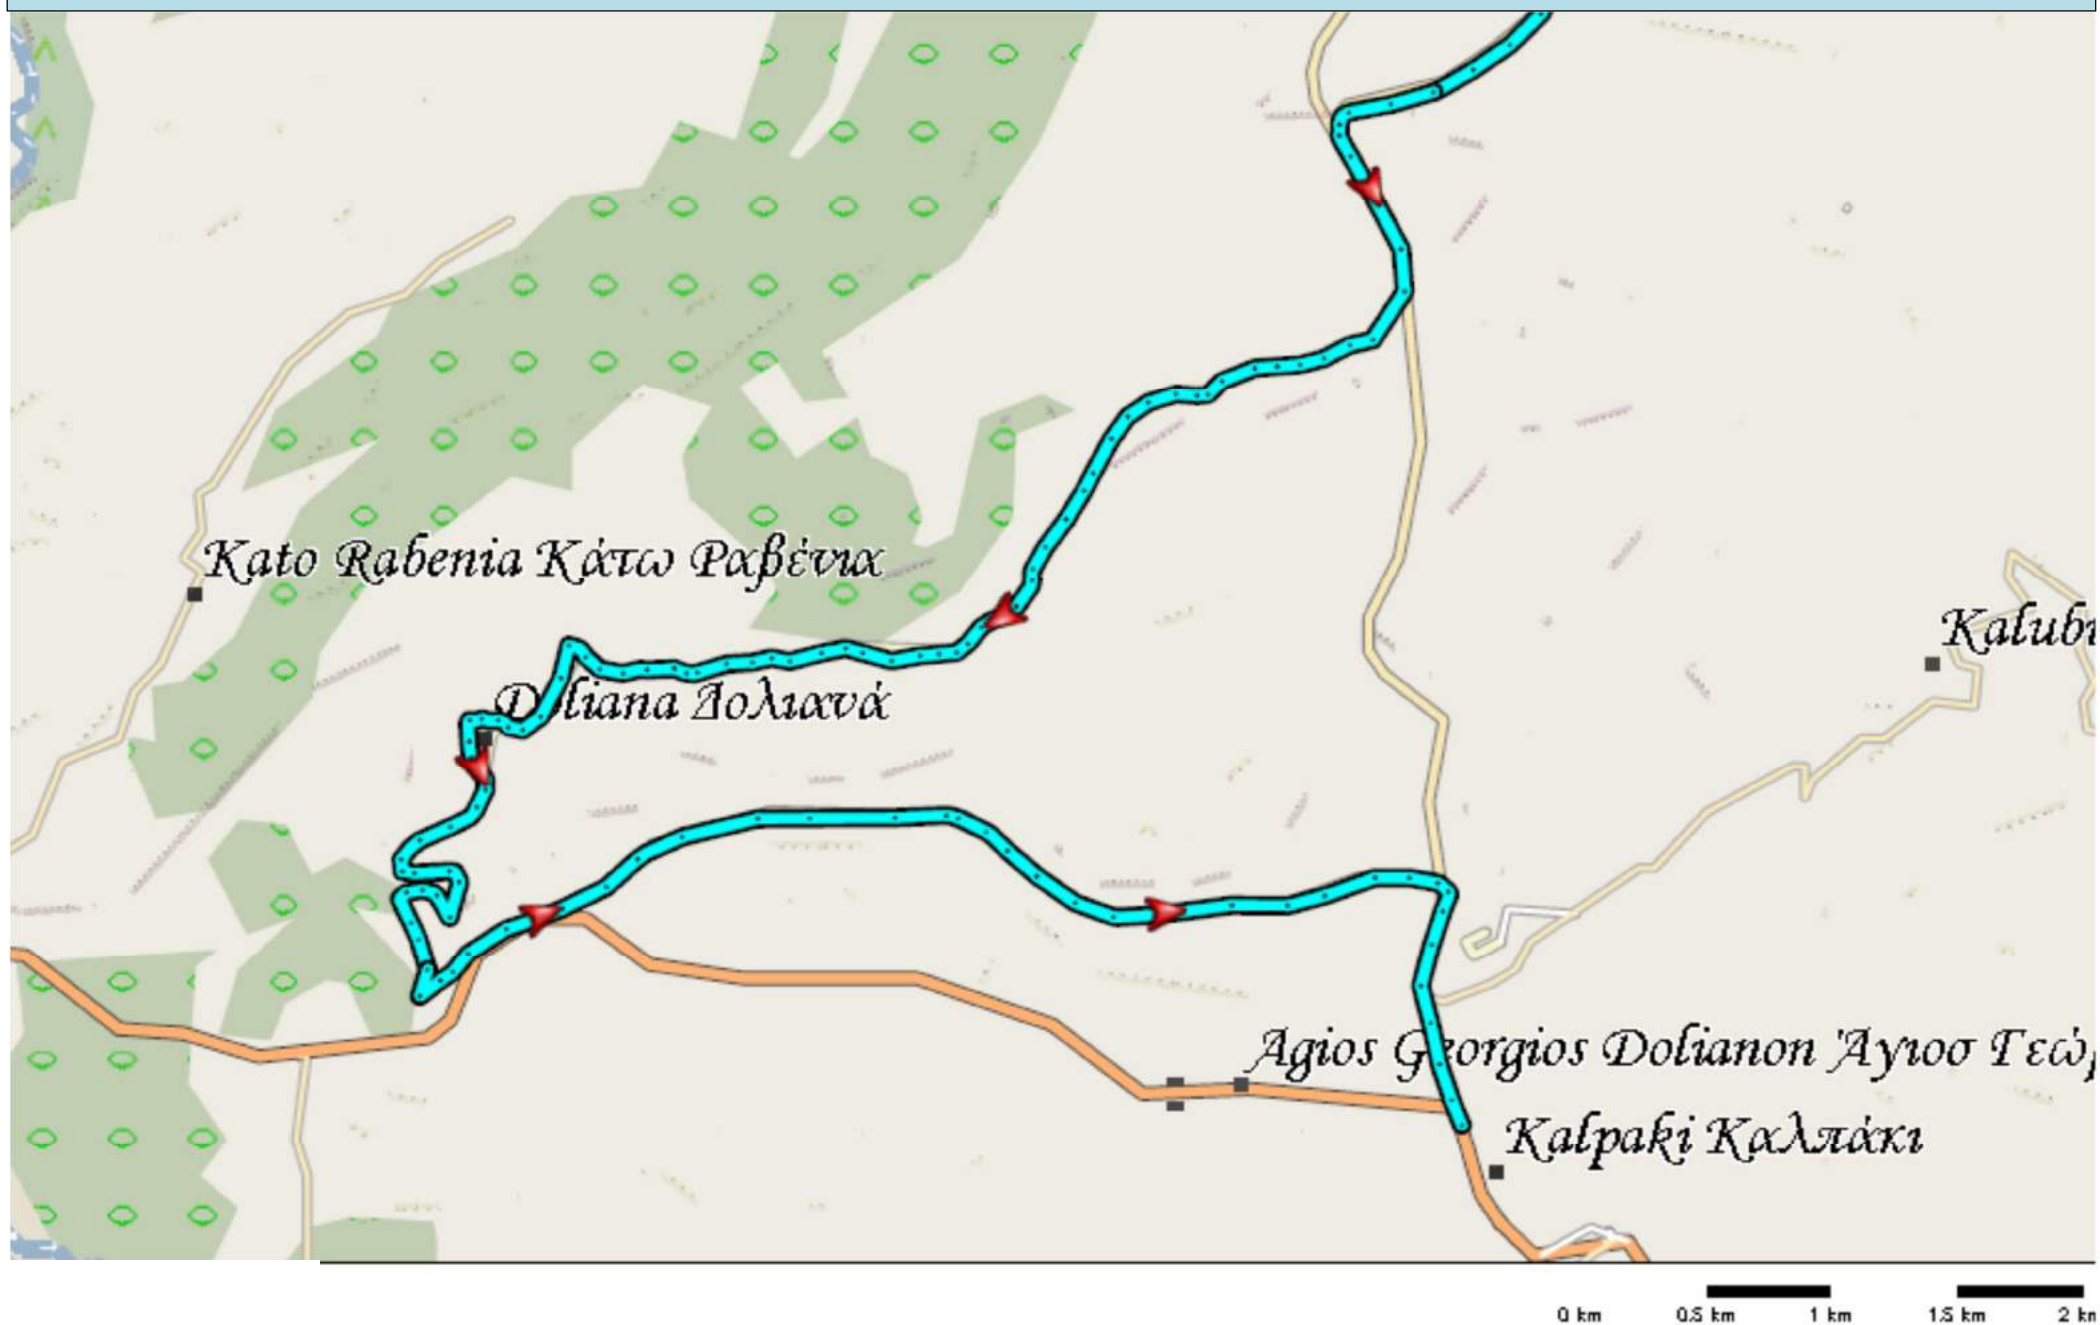 Kato Rabenia Κάτω Ραβένια
Kalubi
Doliana Δολιανά
Agios Georgios Dolianon Άγιοσ Γεώρ
Kalpaki Καλπάκι
0 km 0.5 km 1 km 1.5 km 2 km